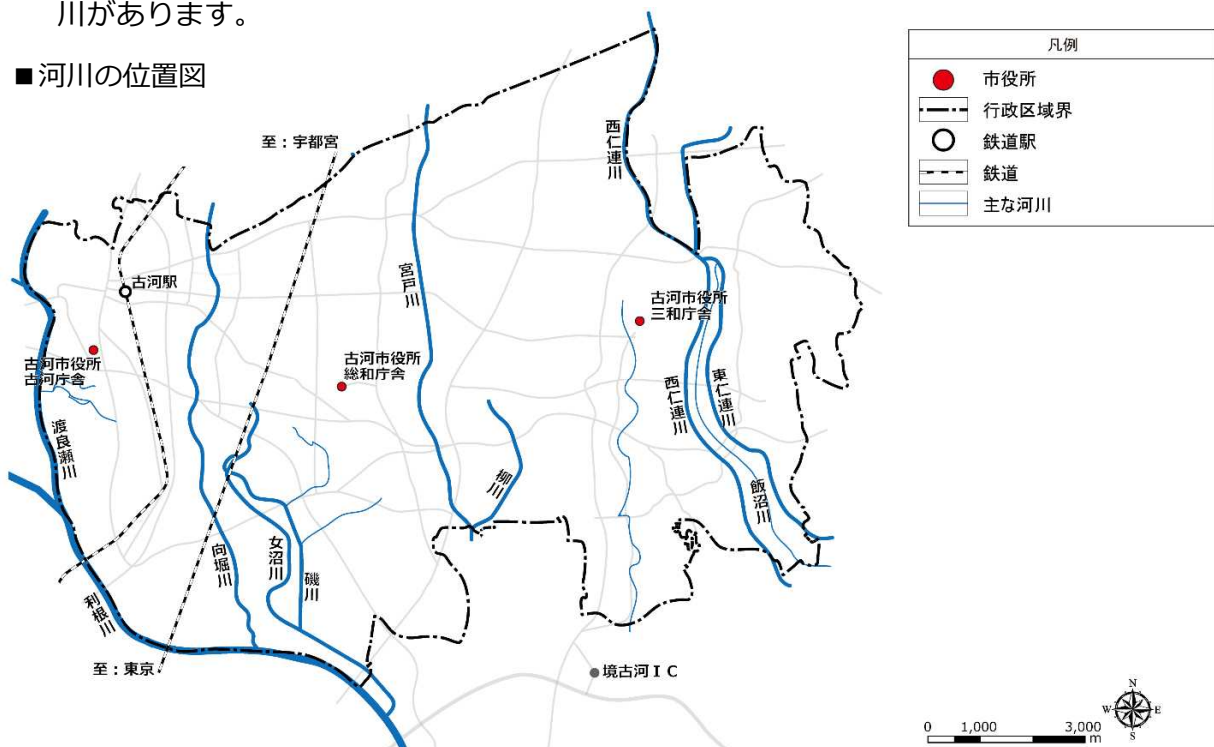 川があります。
■河川の位置図
凡例
市役所
行政区域界
鉄道駅
鉄道
主な河川
至：宇都宮
西仁連川
古河駅
宮戸川
古河市役所
三和庁舎
古河市役所
古河庁舎
古河市役所
総和庁舎
西仁連川
東仁連川
渡良瀬川
柳川
飯沼川
向堀川
女沼川
磯川
利根川
至：東京
境古河ＩＣ
N
W
E
S
0 1,000 3,000
m